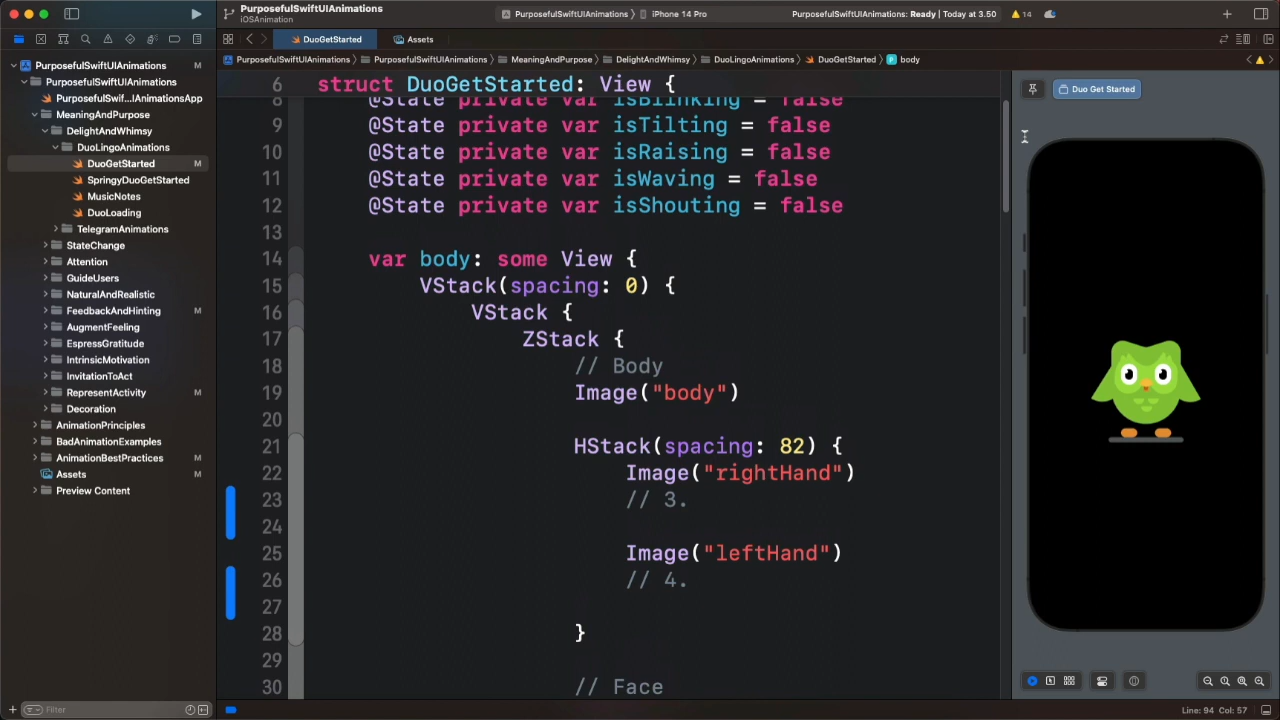 PurposefulSwiftUIAnimations
iOSAnimation
PurposefulSwiftUIAnimations
iPhone 14 Pro
PurposefulSwiftUIAnimations: Ready | Today at 3.50
14
DuoGetStarted
Assets
PurposefulSwiftUIAnimations
PurposefulSwiftUIAnimations
MeaningAndPurpose
DelightAndWhimsy
DuoLingoAnimations
DuoGetStarted
body
PurposefulSwiftUIAnimations M
PurposefulSwiftUIAnimations
PurposefulSwif...IAnimationsApp
MeaningAndPurpose
DelightAndWhimsy
DuoLingoAnimations
DuoGetStarted M
SpringyDuoGetStarted
MusicNotes
DuoLoading
TelegramAnimations
StateChange
Attention
GuideUsers
NaturalAndRealistic
FeedbackAndHinting M
AugmentFeeling
EspressGratitude
IntrinsicMotivation
InvitationToAct
RepresentActivity M
Decoration
AnimationPrinciples
BadAnimationExamples
AnimationBestPractices M
Assets M
Preview Content
Filter
6 struct DuoGetStarted: View {
8 @State private var isBlinking = false
9 @State private var isTilting = false
10 @State private var isRaising = false
11 @State private var isWaving = false
12 @State private var isShouting = false
13
14 var body: some View {
15 VStack(spacing: 0) {
16 VStack {
17 ZStack {
18 // Body
19 Image("body")
20
21 HStack(spacing: 82) {
22 Image("rightHand")
23 // 3.
24
25 Image("leftHand")
26 // 4.
27
28 }
29
30 // Face
Duo Get Started
Line: 94 Col: 57